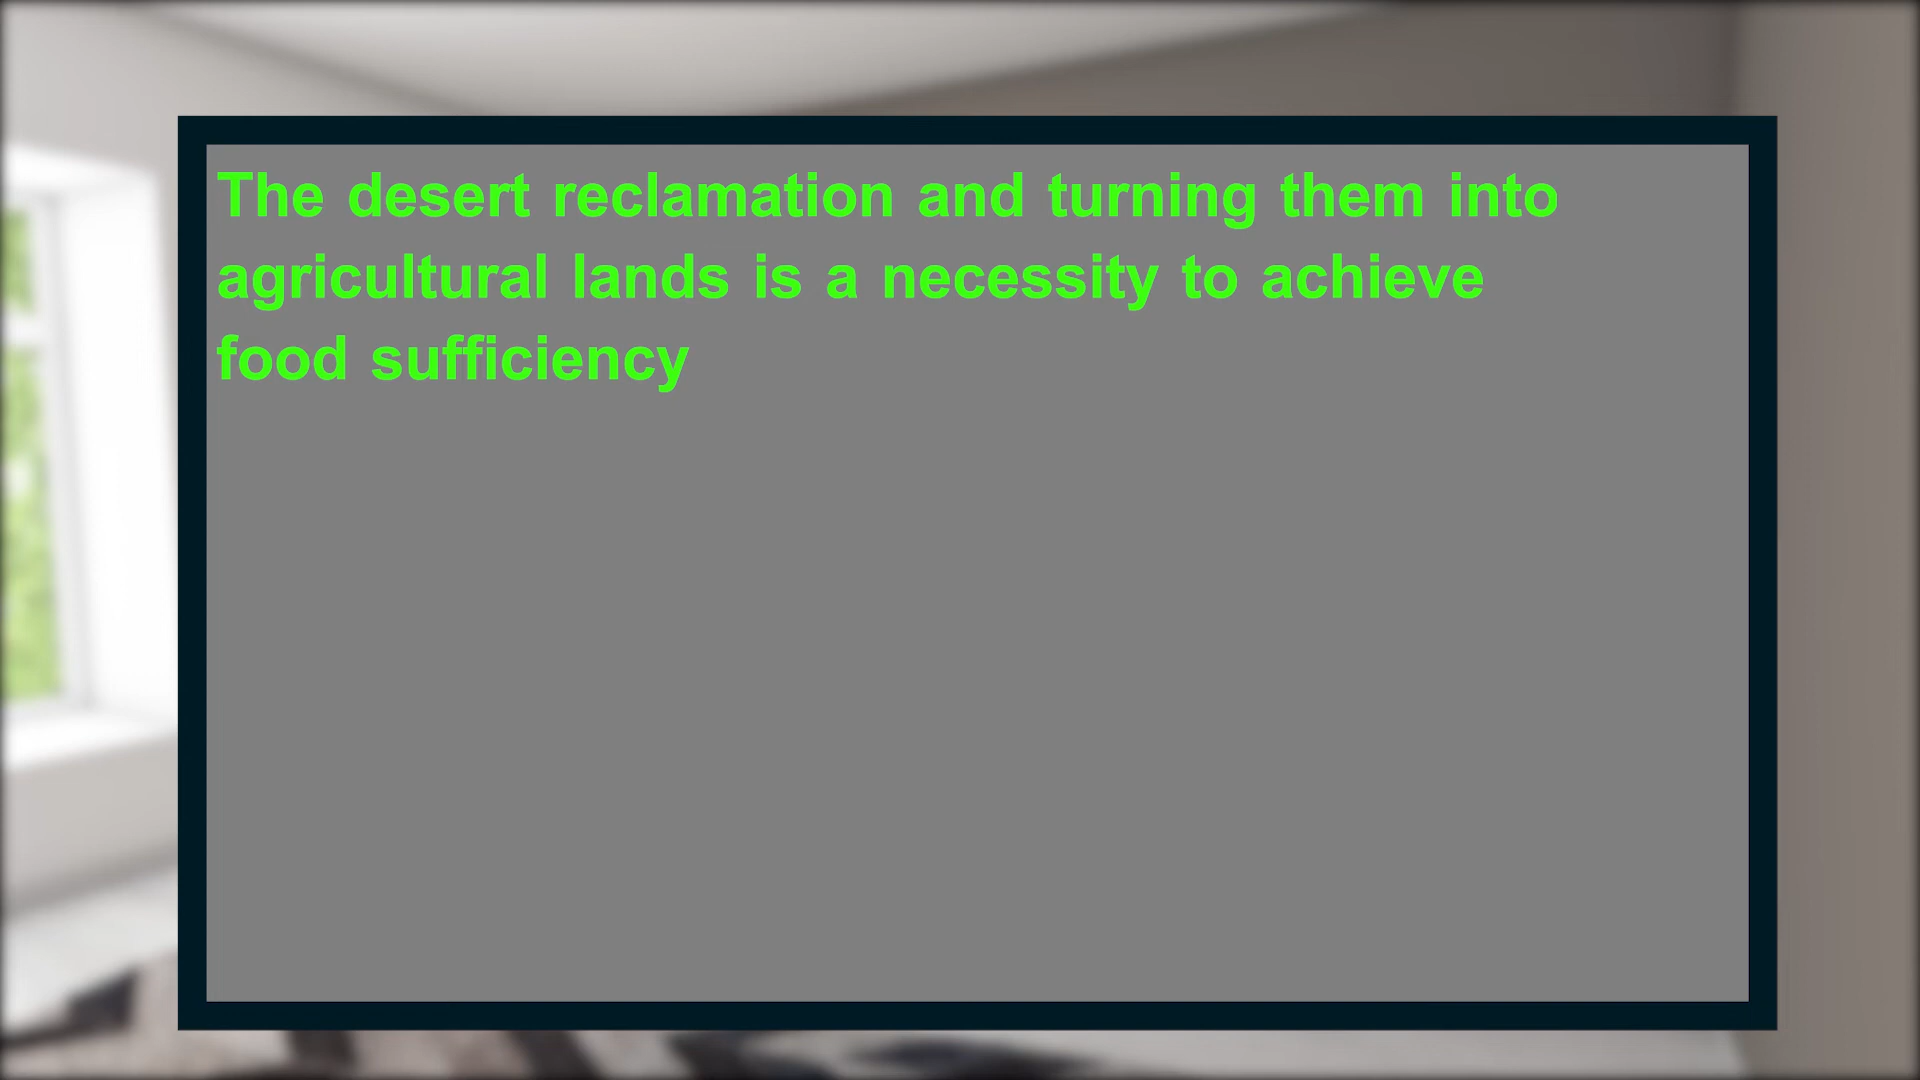 The desert reclamation and turning them into
agricultural lands is a necessity to achieve
food sufficiency